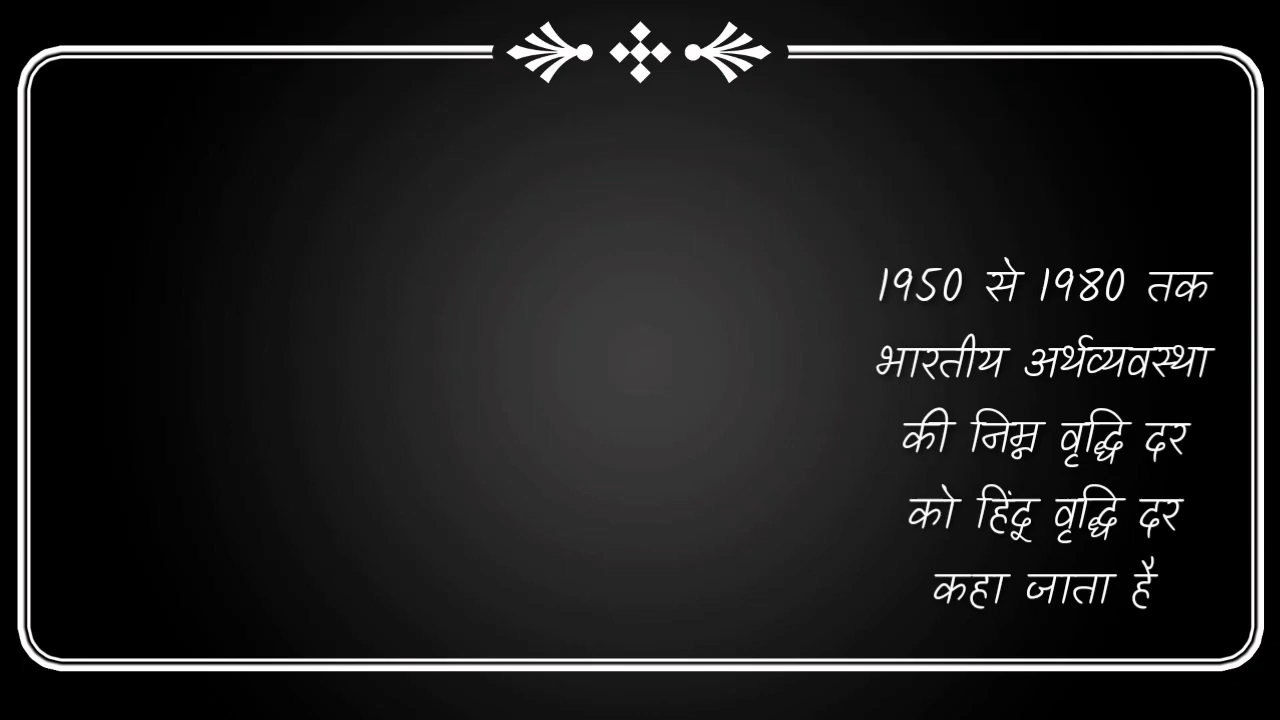 1950 से 1980 तक
भारतीय अर्थव्यवस्था
की निम्न वृद्धि दर
को हिंदू वृद्धि दर
कहा जाता है